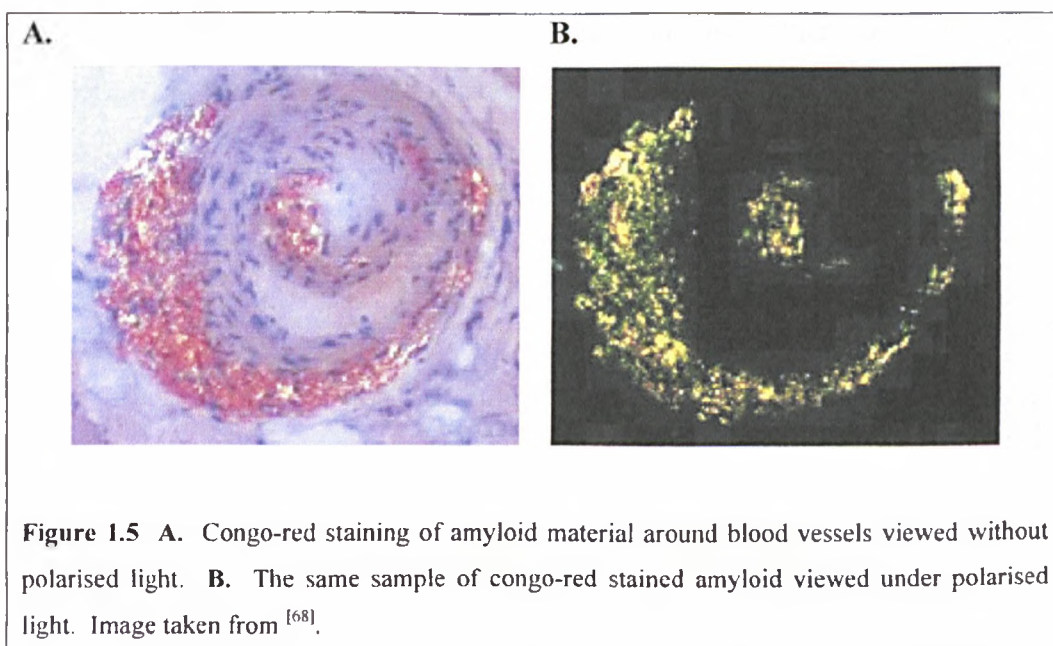 A. B.
Figure 1.5 A. Congo-red staining of amyloid material around blood vessels viewed without
polarised light. B. The same sample of congo-red stained amyloid viewed under polarised
light. Image taken from [68].